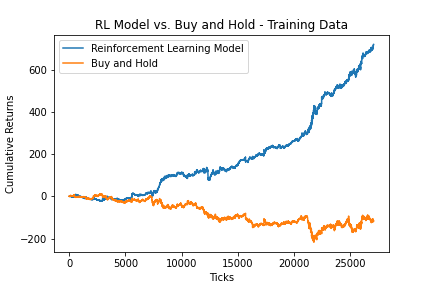 RL Model vs. Buy and Hold - Training Data
Reinforcement Learning Model
Buy and Hold
Cumulative Returns
600
400
200
0
−200
0
5000
10000
15000
20000
25000
Ticks